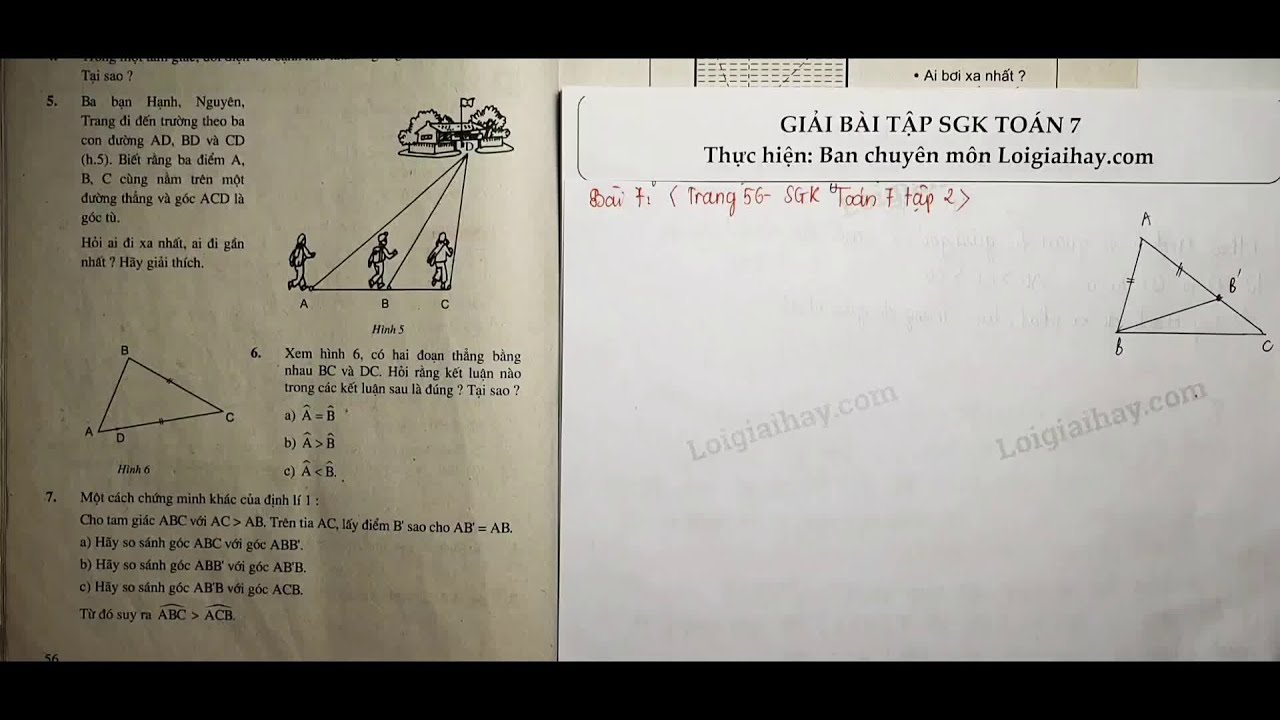 Tại sao ?
5. Ba bạn Hạnh, Nguyên,
Trang đi đến trường theo ba
con đường AD, BD và CD
(h.5). Biết rằng ba điểm A,
B, C cùng nằm trên một
đường thẳng và góc ACD là
góc tù.
Hỏi ai đi xa nhất, ai đi gần
nhất ? Hãy giải thích.
D
A B C
Hình 5
B
C
A D
Hình 6
6. Xem hình 6, có hai đoạn thẳng bằng
nhau BC và DC. Hỏi rằng kết luận nào
trong các kết luận sau là đúng ? Tại sao ?
a) Â = B̂
b) Â > B̂
c) Â < B̂.
7. Một cách chứng minh khác của định lí 1 :
Cho tam giác ABC với AC > AB. Trên tia AC, lấy điểm B' sao cho AB' = AB.
a) Hãy so sánh góc ABC với góc ABB'.
b) Hãy so sánh góc ABB' với góc AB'B.
c) Hãy so sánh góc AB'B với góc ACB.
Từ đó suy ra ABC > ACB.
56
• Ai bơi xa nhất ?
GIẢI BÀI TẬP SGK TOÁN 7
Thực hiện: Ban chuyên môn Loigiaihay.com
Bài 7: < Trang 56- SGK Toán 7 tập 2>
A
B'
B C
Loigiaihay.com
Loigiaihay.com